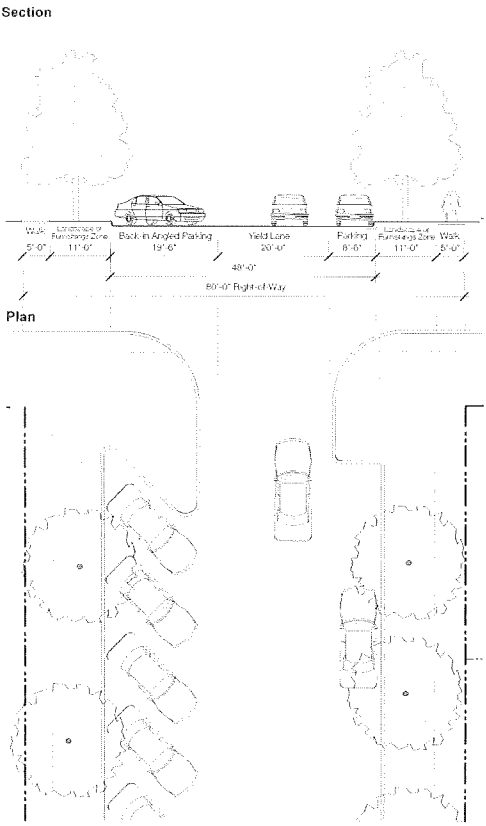 Section
Walk
Landscape or
Furnishings Zone
Back-in Angled Parking
Yield Lane
Parking
Landscape or
Furnishings Zone
Walk
5'-0"
11'-0"
19'-6"
20'-0"
8'-6"
11'-0"
5'-0"
48'-0"
80'-0" Right-of-Way
Plan